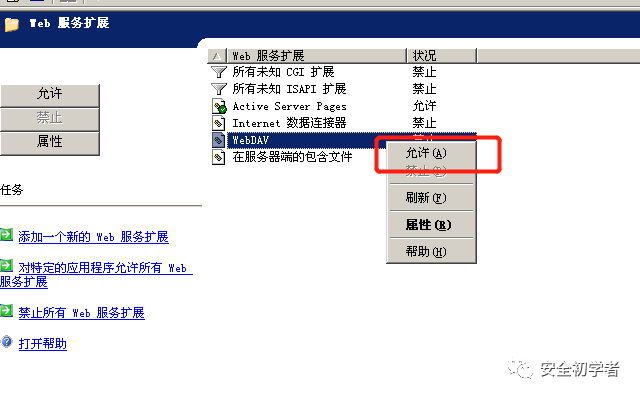 Web 服务扩展
允许
禁止
属性
任务
添加一个新的 Web 服务扩展
对特定的应用程序允许所有 Web
服务扩展
禁止所有 Web 服务扩展
打开帮助
Web 服务扩展 状况
所有未知 CGI 扩展 禁止
所有未知 ISAPI 扩展 禁止
Active Server Pages 允许
Internet 数据连接器 禁止
WebDAV
在服务器端的包含文件
允许(A)
禁止(P)
刷新(F)
属性(R)
帮助(H)
安全初学者